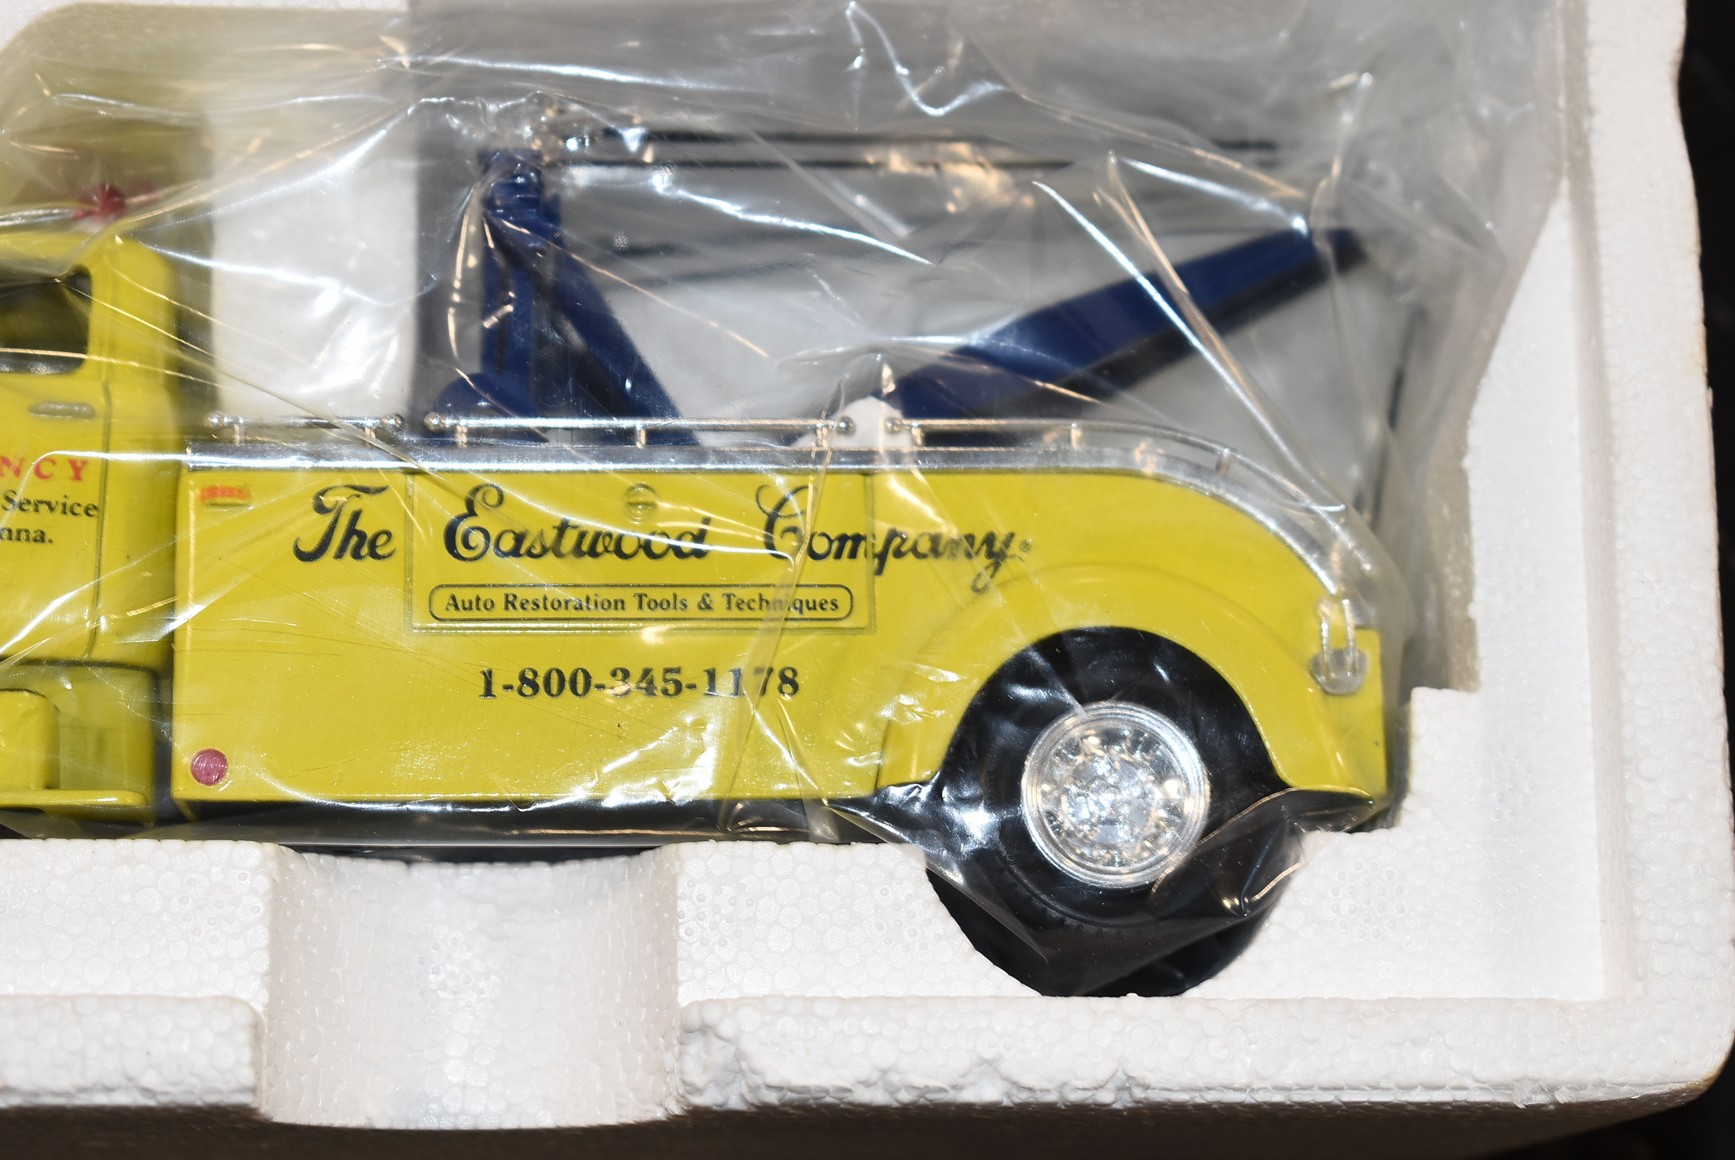 NCY
Service
nna.
The Eastwood Company
Auto Restoration Tools & Techniques
1-800-345-1178